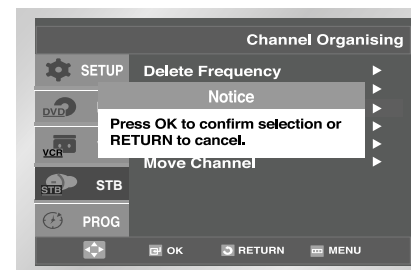 Channel Organising
SETUP
Delete Frequency
Notice
DVD
Press OK to confirm selection or
RETURN to cancel.
VCR
Move Channel
STB
STB
PROG
OK
RETURN
MENU